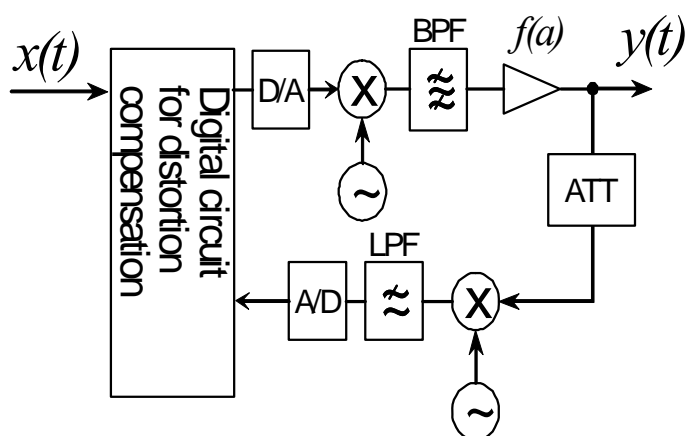 x(t)
Digital circuit
for distortion
compensation
D/A
X
~
BPF
f(a)
y(t)
ATT
X
~
LPF
A/D